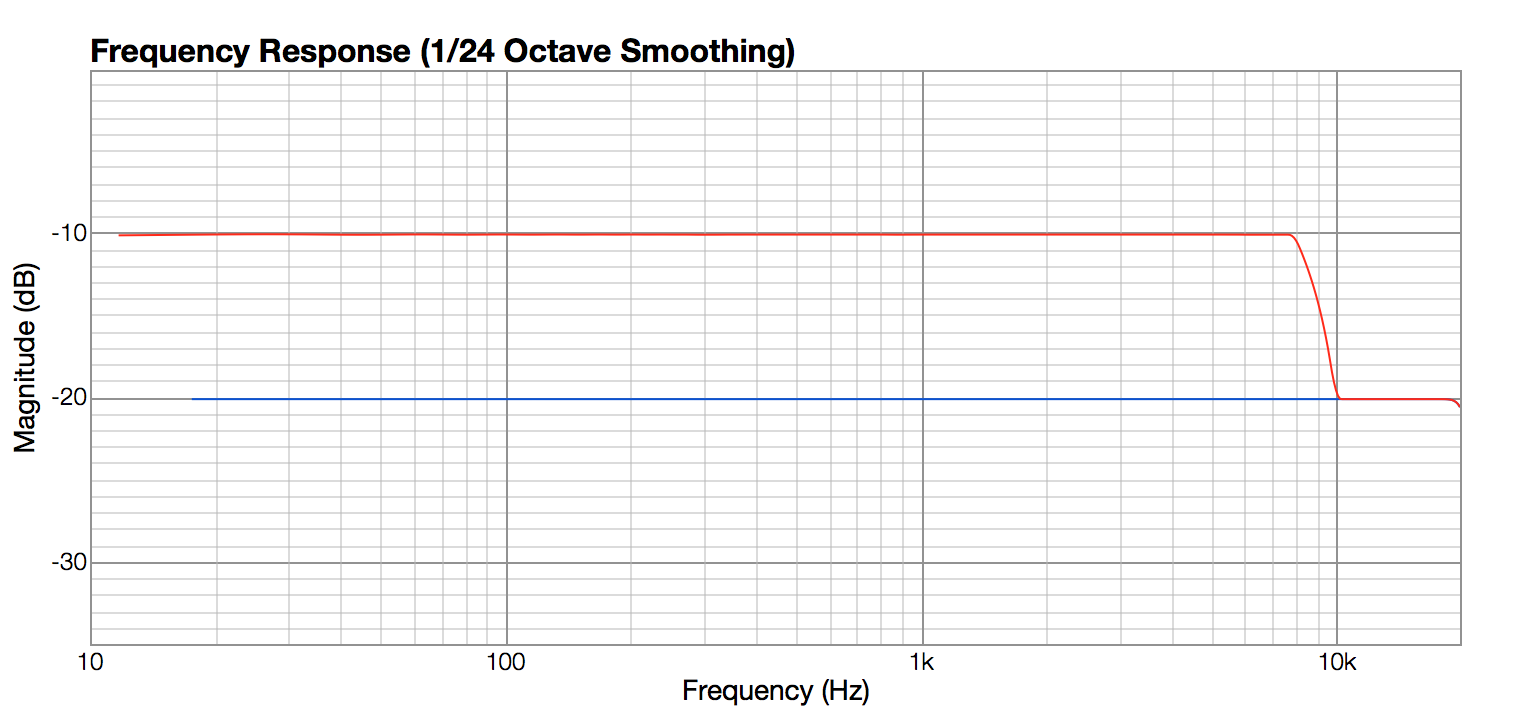 Frequency Response (1/24 Octave Smoothing)
-10
-20
-30
Magnitude (dB)
10 100 1k 10k
Frequency (Hz)